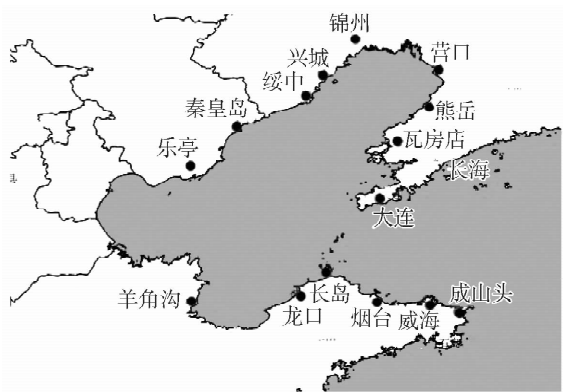 锦州
兴城
营口
绥中
秦皇岛
熊岳
乐亭
瓦房店
长海
大连
羊角沟
长岛
龙口
烟台
威海
成山头